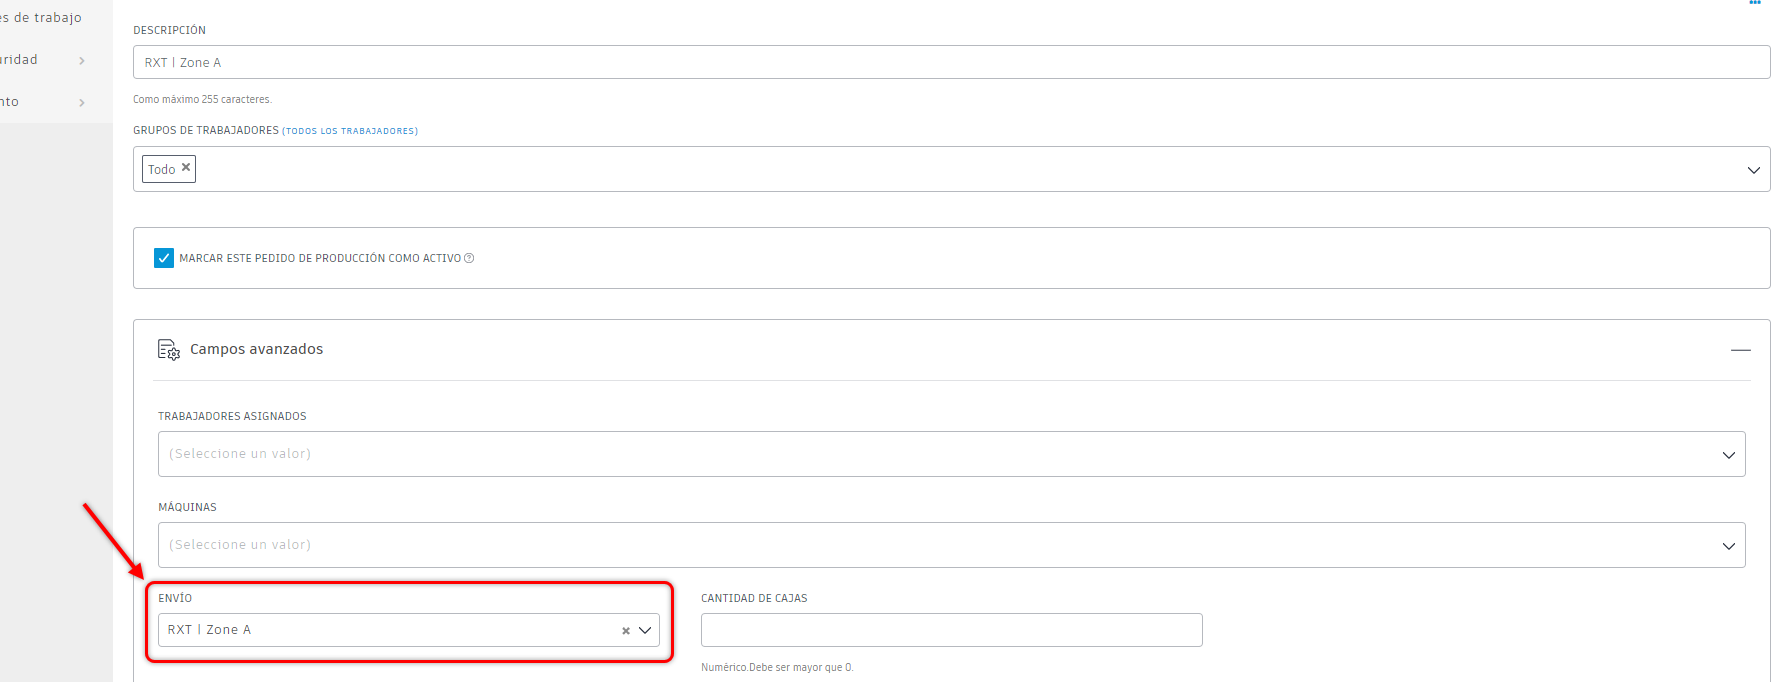 es de trabajo
uridad
nto
DESCRIPCIÓN
RXT | Zone A
Como máximo 255 caracteres.
GRUPOS DE TRABAJADORES (TODOS LOS TRABAJADORES)
Todo
MARCAR ESTE PEDIDO DE PRODUCCIÓN COMO ACTIVO
Campos avanzados
TRABAJADORES ASIGNADOS
(Seleccione un valor)
MÁQUINAS
(Seleccione un valor)
ENVÍO
RXT | Zone A
CANTIDAD DE CAJAS
Numérico.Debe ser mayor que 0.